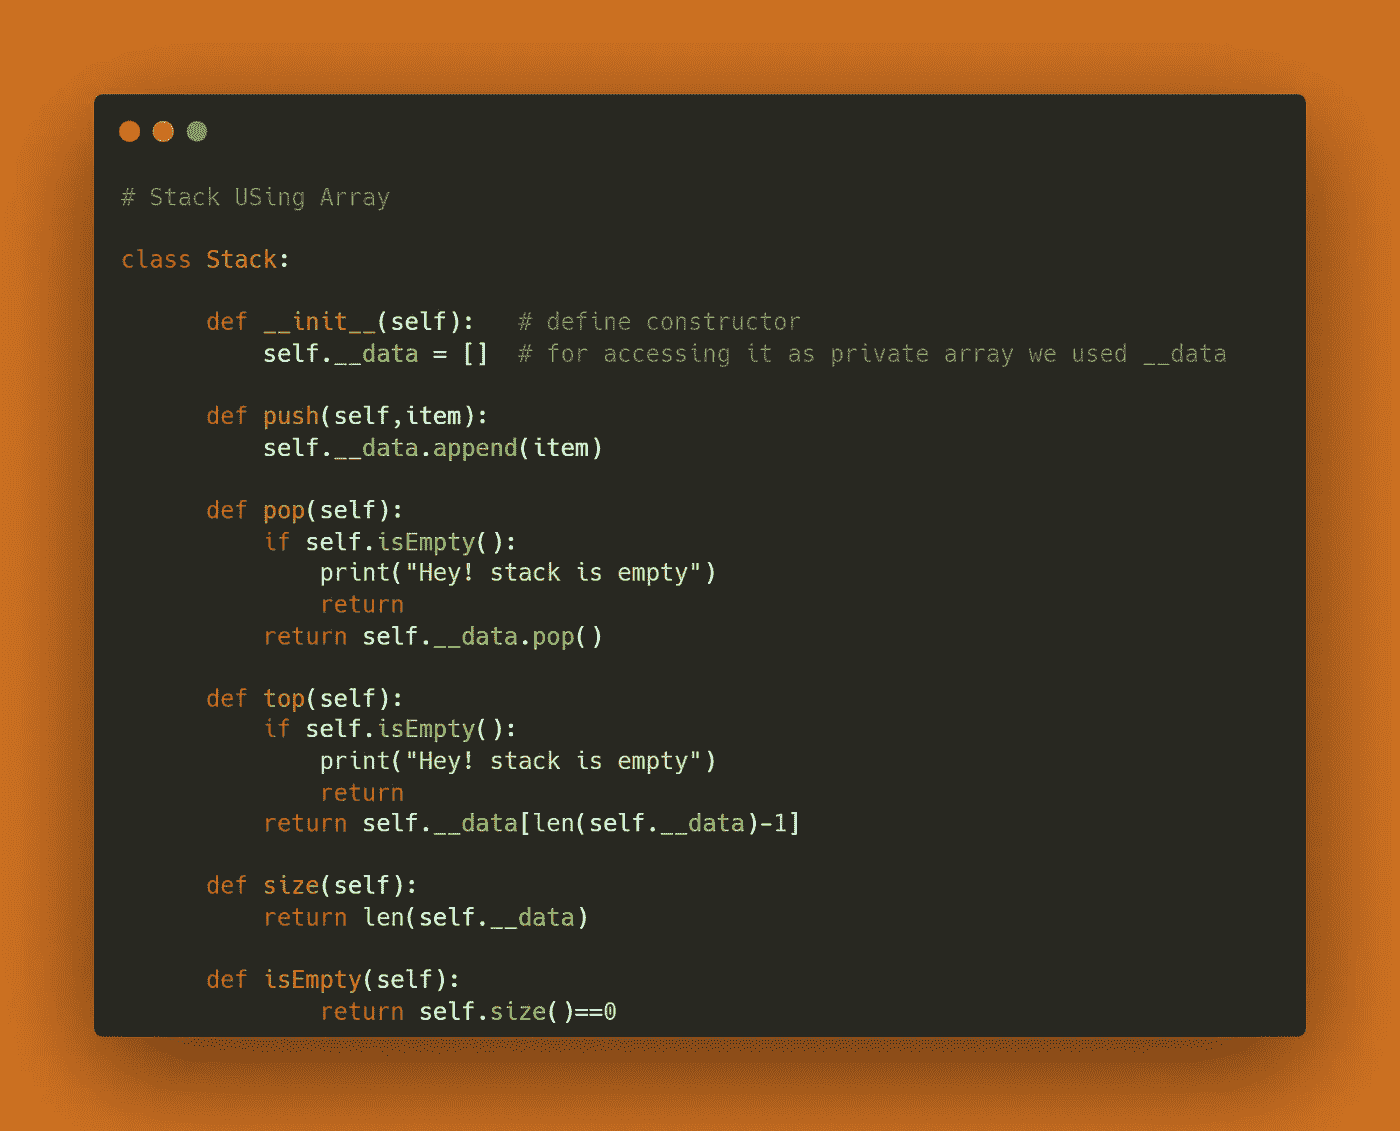 # Stack USing Array
class Stack:
def __init__(self):   # define constructor
self.__data = []  # for accessing it as private array we used __data
def push(self,item):
self.__data.append(item)
def pop(self):
if self.isEmpty():
print("Hey! stack is empty")
return
return self.__data.pop()
def top(self):
if self.isEmpty():
print("Hey! stack is empty")
return
return self.__data[len(self.__data)-1]
def size(self):
return len(self.__data)
def isEmpty(self):
return self.size()==0